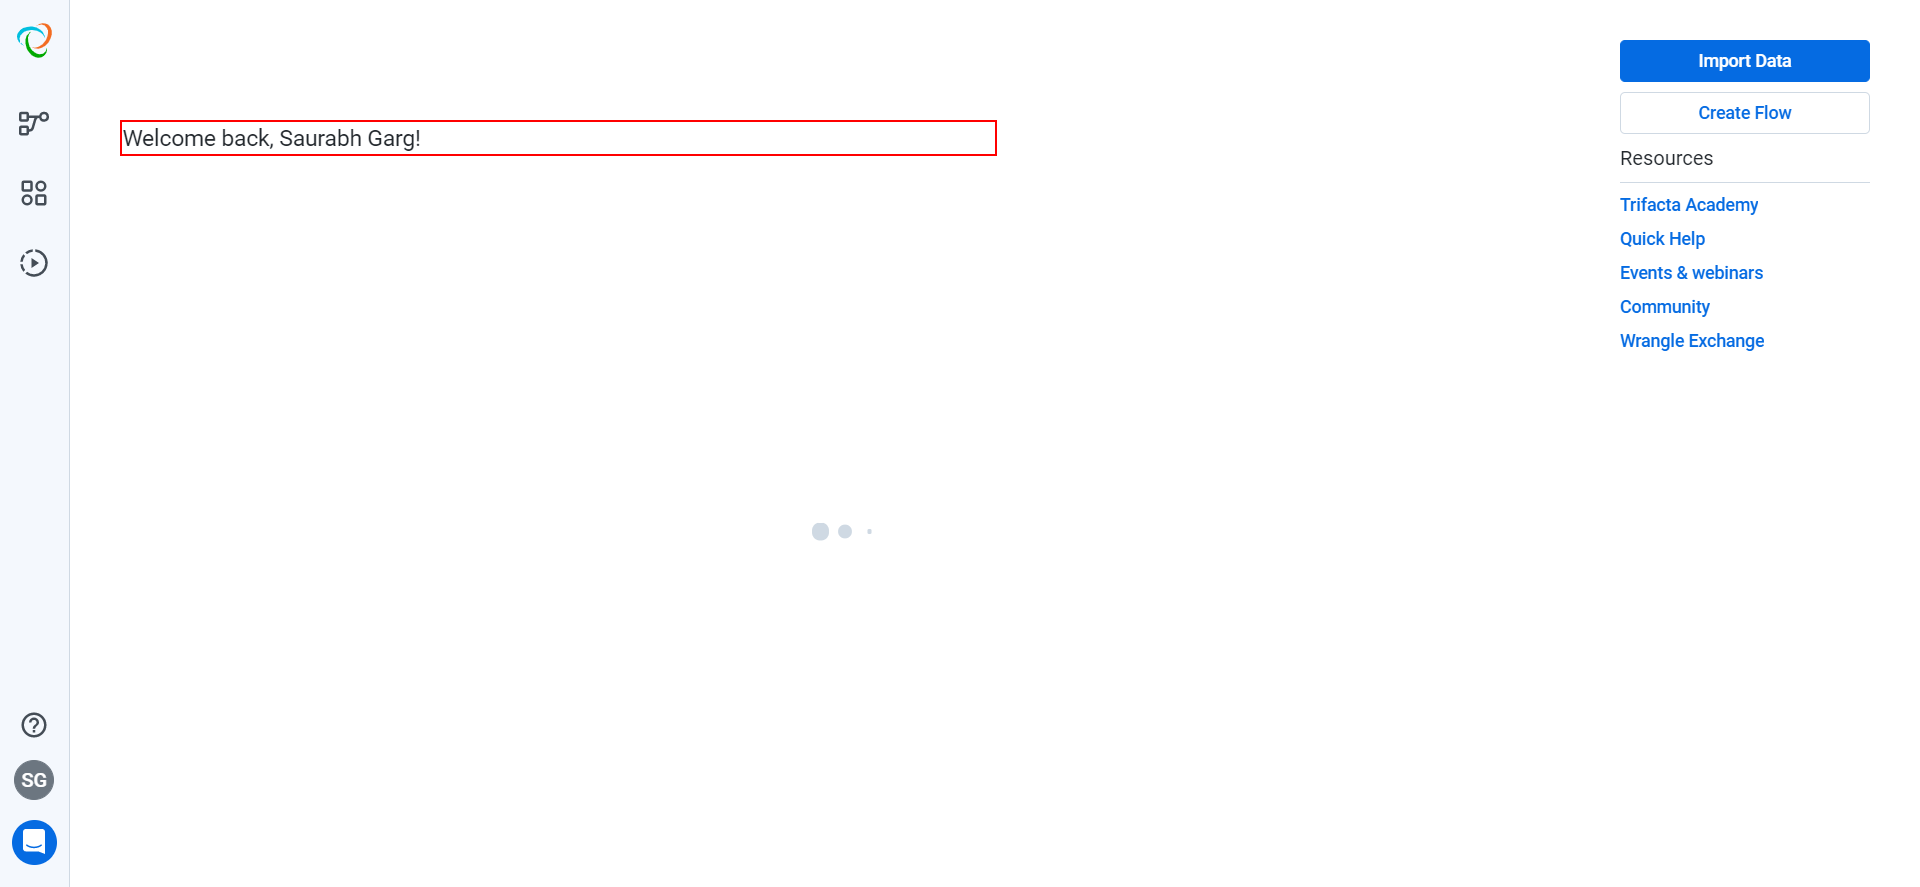 Welcome back, Saurabh Garg!
Import Data
Create Flow
Resources
Trifacta Academy
Quick Help
Events & webinars
Community
Wrangle Exchange
SG